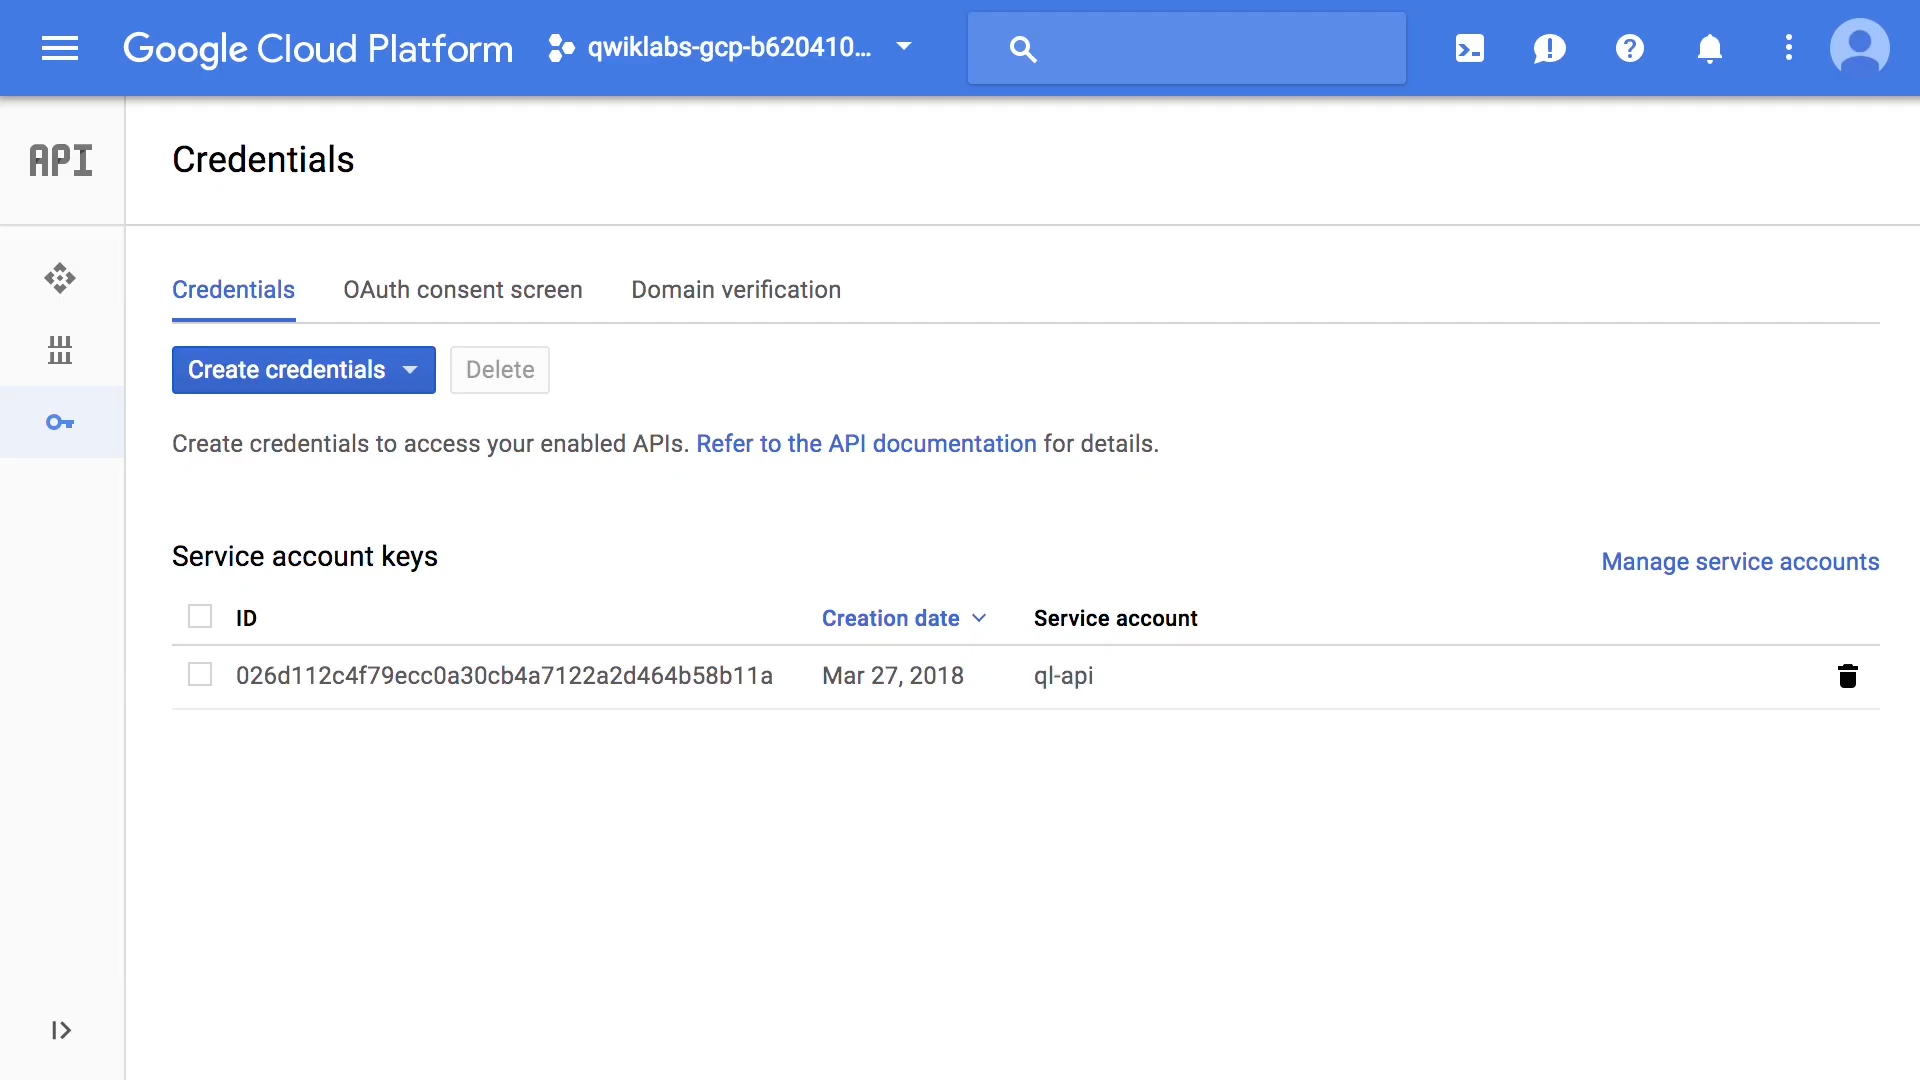 Google Cloud Platform
qwiklabs-gcp-b620410...
API
Credentials
Credentials OAuth consent screen Domain verification
Create credentials Delete
Create credentials to access your enabled APIs. Refer to the API documentation for details.
Service account keys
Manage service accounts
ID Creation date Service account
026d112c4f79ecc0a30cb4a7122a2d464b58b11a Mar 27, 2018 ql-api